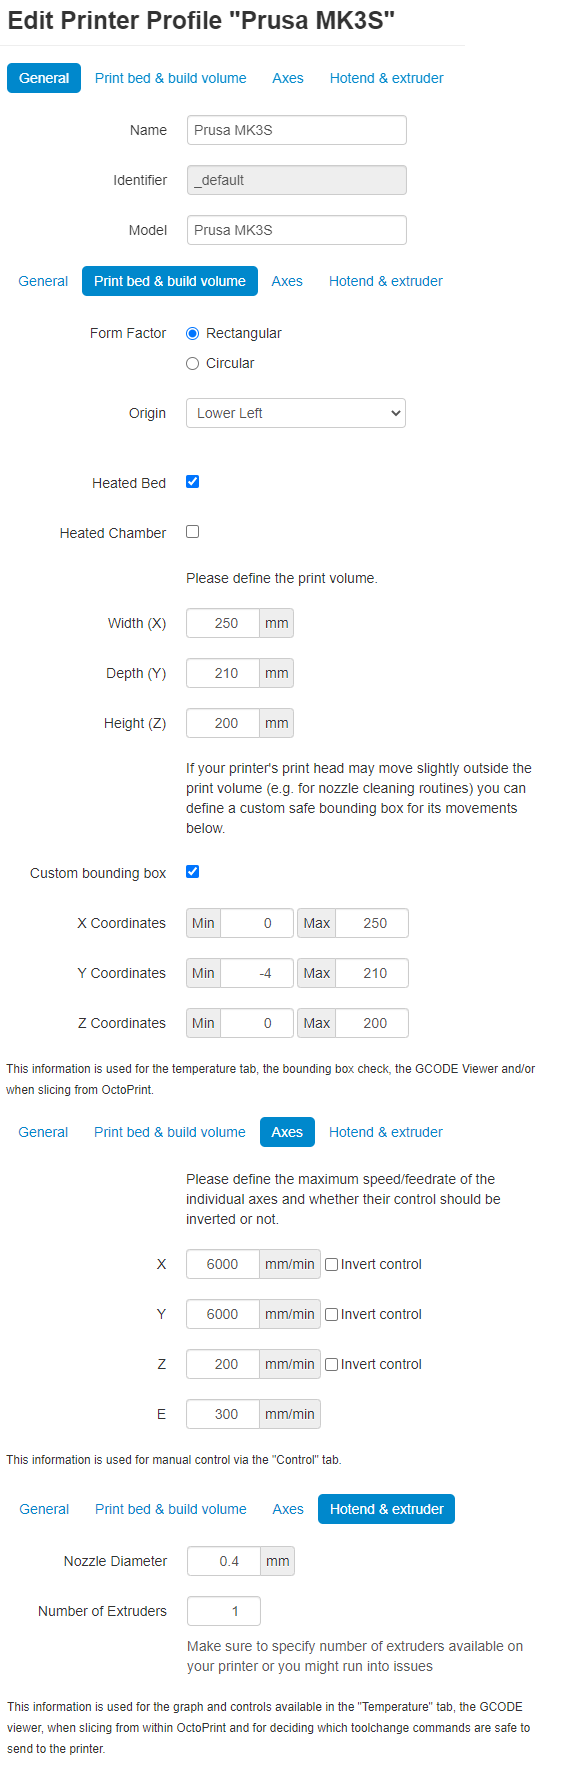 Edit Printer Profile "Prusa MK3S"
General Print bed & build volume Axes Hotend & extruder
Name Prusa MK3S
Identifier _default
Model Prusa MK3S
General Print bed & build volume Axes Hotend & extruder
Form Factor Rectangular
Circular
Origin Lower Left
Heated Bed
Heated Chamber
Please define the print volume.
Width (X) 250 mm
Depth (Y) 210 mm
Height (Z) 200 mm
If your printer's print head may move slightly outside the
print volume (e.g. for nozzle cleaning routines) you can
define a custom safe bounding box for its movements
below.
Custom bounding box
X Coordinates Min 0 Max 250
Y Coordinates Min -4 Max 210
Z Coordinates Min 0 Max 200
This information is used for the temperature tab, the bounding box check, the GCODE Viewer and/or
when slicing from OctoPrint.
General Print bed & build volume Axes Hotend & extruder
Please define the maximum speed/feedrate of the
individual axes and whether their control should be
inverted or not.
X 6000 mm/min Invert control
Y 6000 mm/min Invert control
Z 200 mm/min Invert control
E 300 mm/min
This information is used for manual control via the "Control" tab.
General Print bed & build volume Axes Hotend & extruder
Nozzle Diameter 0.4 mm
Number of Extruders 1
Make sure to specify number of extruders available on
your printer or you might run into issues
This information is used for the graph and controls available in the "Temperature" tab, the GCODE
viewer, when slicing from within OctoPrint and for deciding which toolchange commands are safe to
send to the printer.